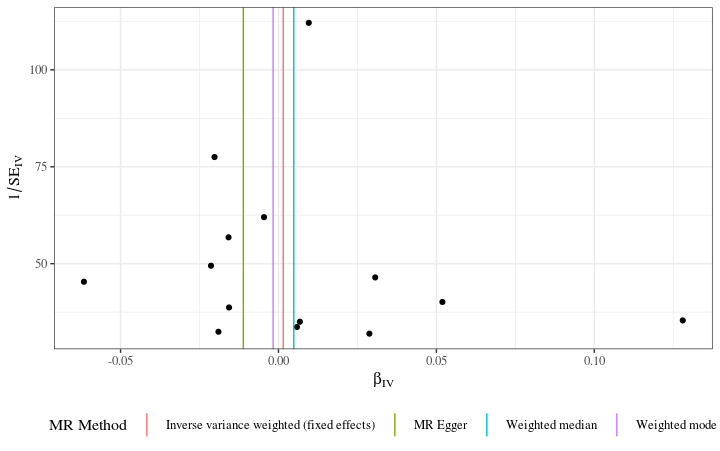 100
75
50
1/SE_IV
-0.05
0.00
0.05
0.10
β_IV
MR Method
Inverse variance weighted (fixed effects)
MR Egger
Weighted median
Weighted mode